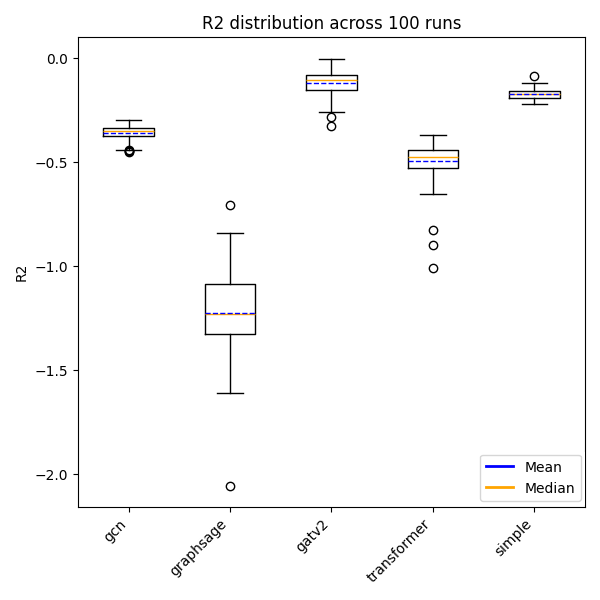 R2 distribution across 100 runs
R2
0.0
−0.5
−1.0
−1.5
−2.0
gcn
graphsage
gatv2
transformer
simple
Mean
Median